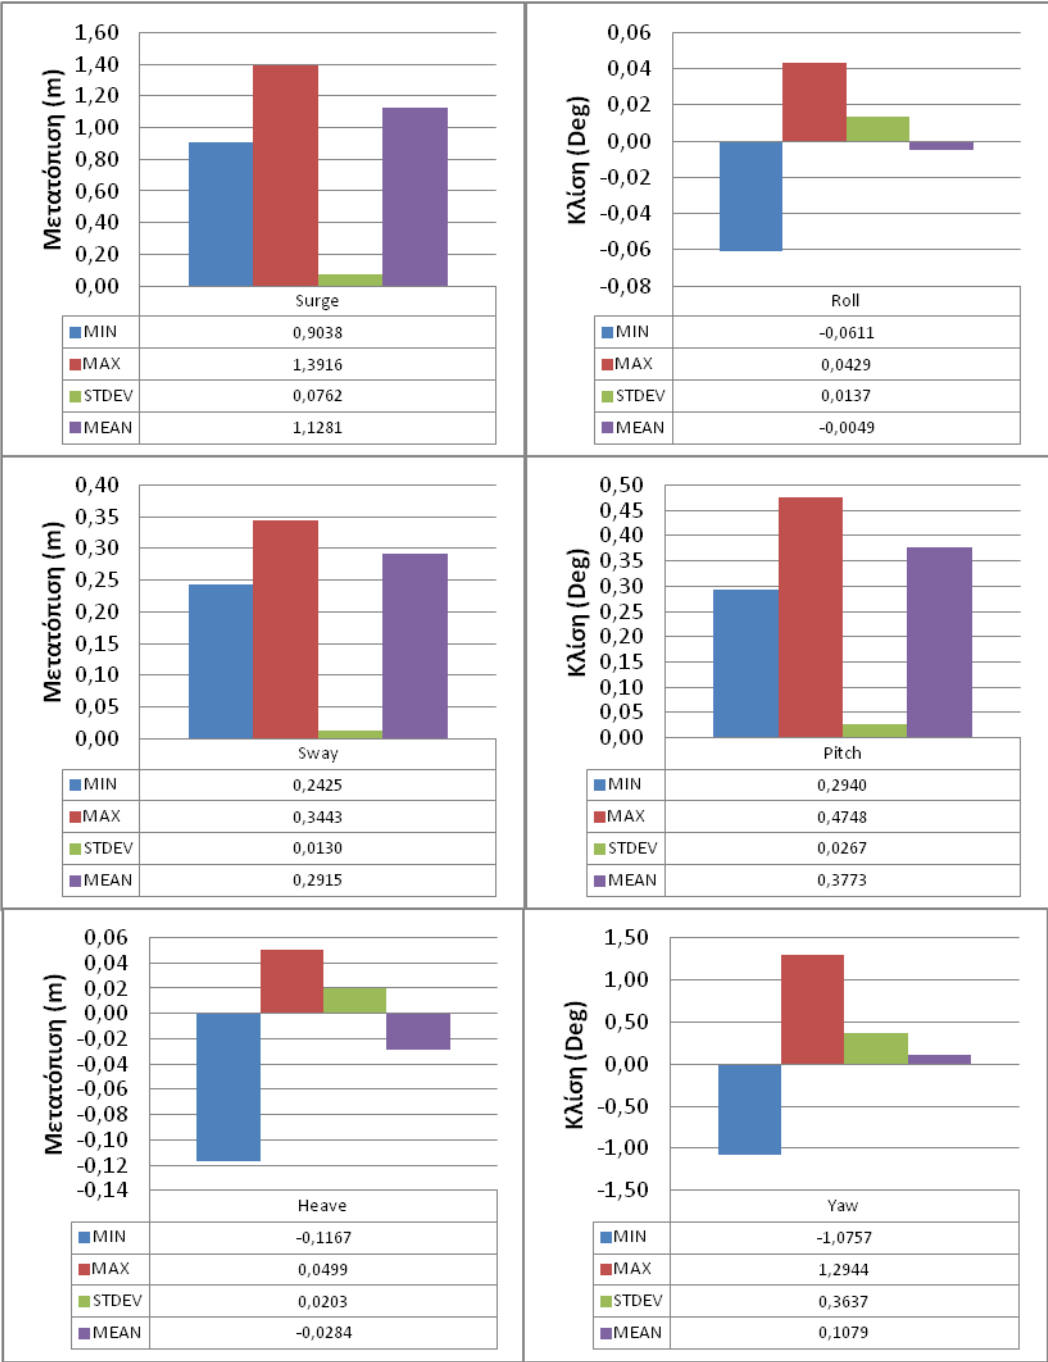 Μετατόπιση (m)
1,60
1,40
1,20
1,00
0,80
0,60
0,40
0,20
0,00
Surge
MIN 0,9038
MAX 1,3916
STDEV 0,0762
MEAN 1,1281
Κλίση (Deg)
0,06
0,04
0,02
0,00
-0,02
-0,04
-0,06
-0,08
Roll
MIN -0,0611
MAX 0,0429
STDEV 0,0137
MEAN -0,0049
Μετατόπιση (m)
0,40
0,35
0,30
0,25
0,20
0,15
0,10
0,05
0,00
Sway
MIN 0,2425
MAX 0,3443
STDEV 0,0130
MEAN 0,2915
Κλίση (Deg)
0,50
0,45
0,40
0,35
0,30
0,25
0,20
0,15
0,10
0,05
0,00
Pitch
MIN 0,2940
MAX 0,4748
STDEV 0,0267
MEAN 0,3773
Μετατόπιση (m)
0,06
0,04
0,02
0,00
-0,02
-0,04
-0,06
-0,08
-0,10
-0,12
-0,14
Heave
MIN -0,1167
MAX 0,0499
STDEV 0,0203
MEAN -0,0284
Κλίση (Deg)
1,50
1,00
0,50
0,00
-0,50
-1,00
-1,50
Yaw
MIN -1,0757
MAX 1,2944
STDEV 0,3637
MEAN 0,1079